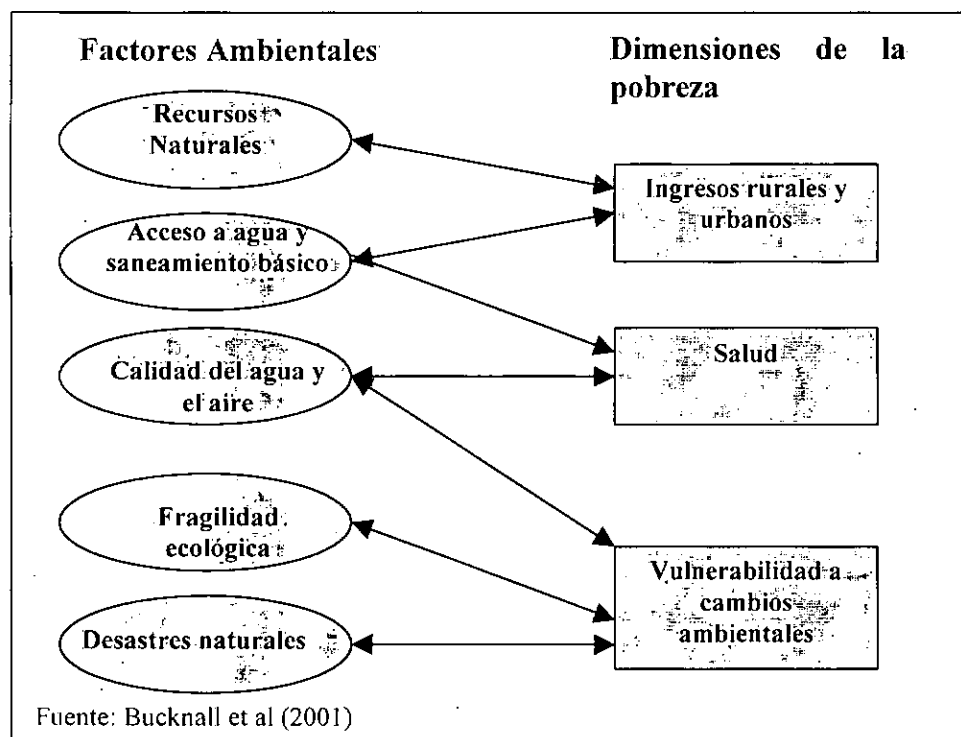 Factores Ambientales
Dimensiones de la
pobreza
Recursos
Naturales
Ingresos rurales y
urbanos
Acceso a agua y
saneamiento básico
Calidad del agua y
el aire
Salud
Fragilidad
ecológica
Vulnerabilidad a
cambios
ambientales
Desastres naturales
Fuente: Bucknall et al (2001)